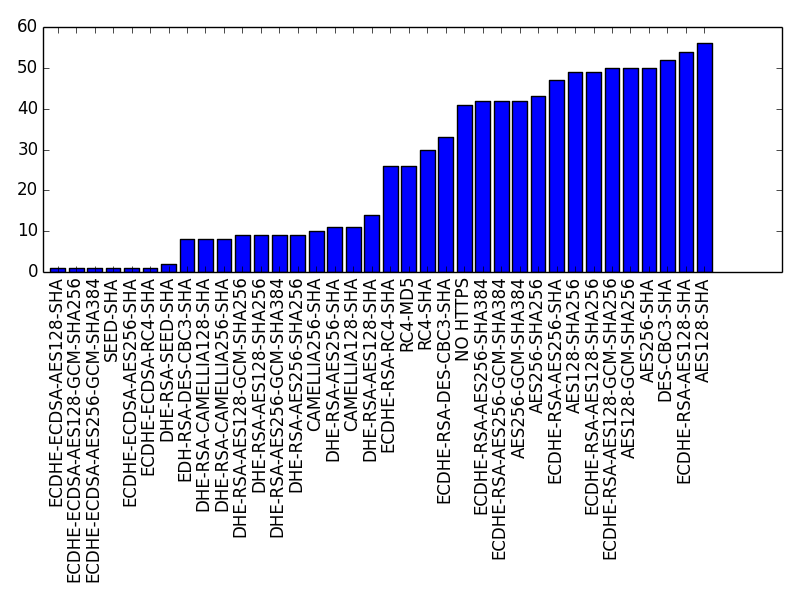 60
50
40
30
20
10
0
ECDHE-ECDSA-AES128-SHA
ECDHE-ECDSA-AES128-GCM-SHA256
ECDHE-ECDSA-AES256-GCM-SHA384
SEED-SHA
ECDHE-ECDSA-AES256-SHA
ECDHE-ECDSA-RC4-SHA
DHE-RSA-SEED-SHA
EDH-RSA-DES-CBC3-SHA
DHE-RSA-CAMELLIA128-SHA
DHE-RSA-CAMELLIA256-SHA
DHE-RSA-AES128-GCM-SHA256
DHE-RSA-AES128-SHA256
DHE-RSA-AES256-GCM-SHA384
DHE-RSA-AES256-SHA256
CAMELLIA256-SHA
DHE-RSA-AES256-SHA
CAMELLIA128-SHA
DHE-RSA-AES128-SHA
ECDHE-RSA-RC4-SHA
RC4-MD5
RC4-SHA
ECDHE-RSA-DES-CBC3-SHA
NO HTTPS
ECDHE-RSA-AES256-SHA384
ECDHE-RSA-AES256-GCM-SHA384
AES256-GCM-SHA384
AES256-SHA256
ECDHE-RSA-AES256-SHA
AES128-SHA256
ECDHE-RSA-AES128-SHA256
ECDHE-RSA-AES128-GCM-SHA256
AES128-GCM-SHA256
AES256-SHA
DES-CBC3-SHA
ECDHE-RSA-AES128-SHA
AES128-SHA